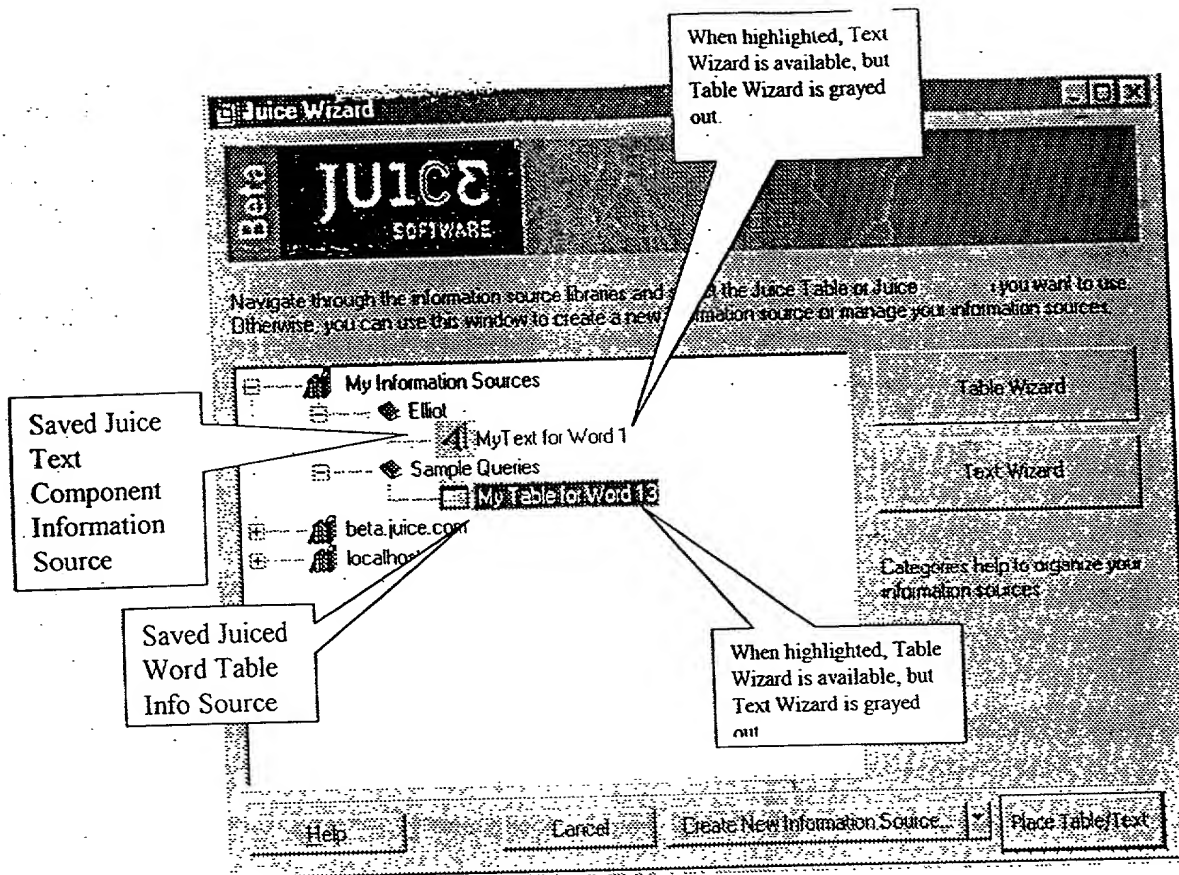 When highlighted, Text
Wizard is available, but
Table Wizard is grayed
out.
Juice Wizard
Beta
JUICE
SOFTWARE
Navigate through the information source libraries and the Juice Table or Juice you want to use.
Otherwise, you can use this window to create a new information source or manage your information sources.
My Information Sources
Elliot
MyText for Word 1
Sample Queries
My Table for Word 13
beta.juice.com
localhos
Table Wizard
Text Wizard
Categories help to organize your
information sources
Saved Juice
Text
Component
Information
Source
Saved Juiced
Word Table
Info Source
When highlighted, Table
Wizard is available, but
Text Wizard is grayed
out
Help
Cancel
Create New Information Source...
Place Table/Text